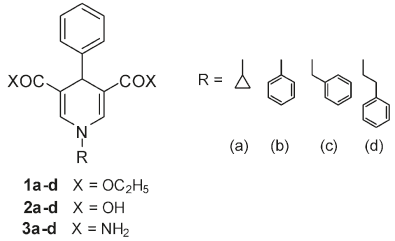 XOC COX
N
R
R =
(a) (b) (c) (d)
1a-d X = OC₂H₅
2a-d X = OH
3a-d X = NH₂